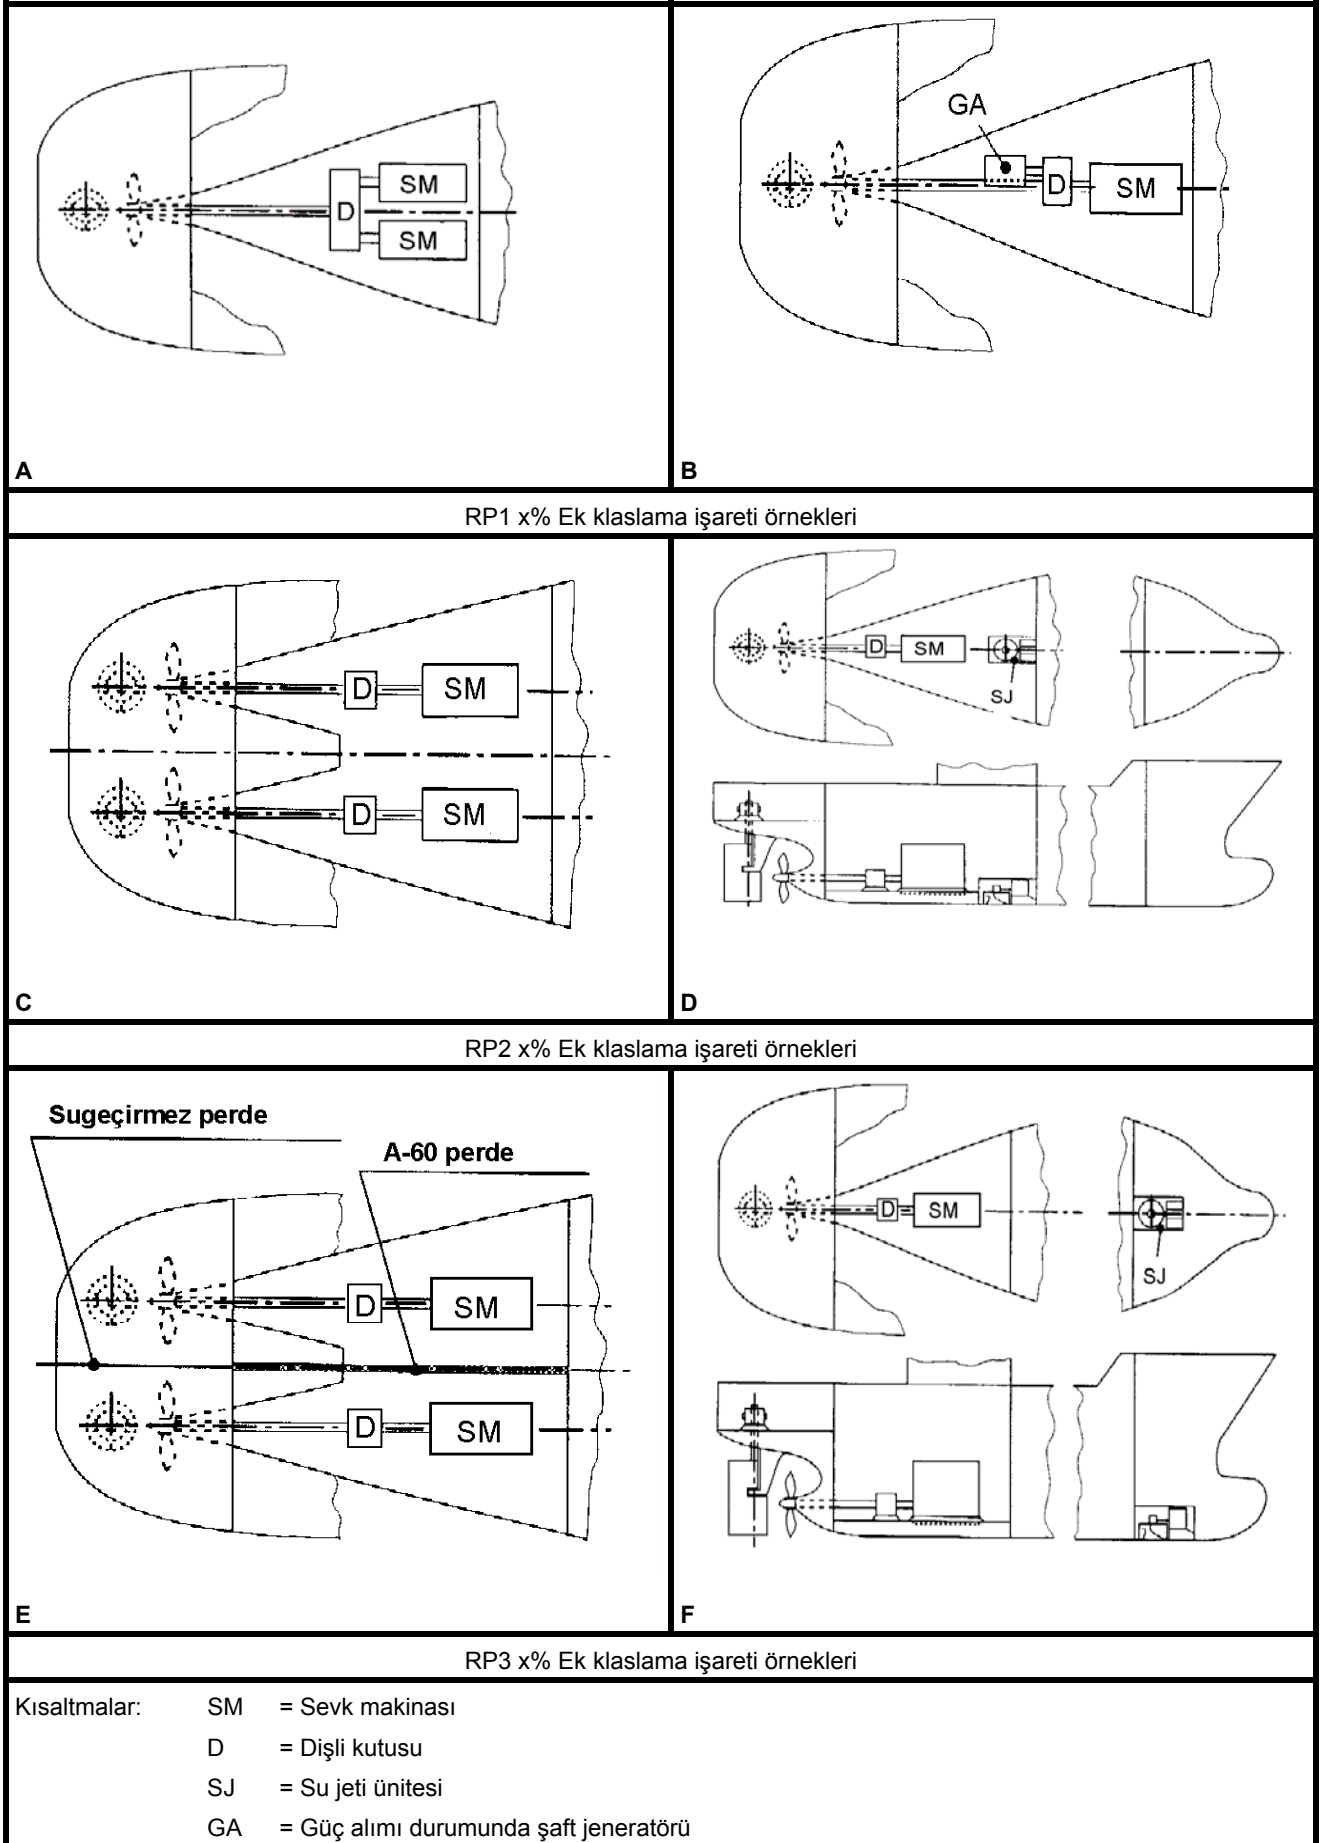 SM
D
SM
A
GA
D
SM
B
RP1 x% Ek klaslama işareti örnekleri
D
SM
D
SM
C
D
SM
SJ
D
RP2 x% Ek klaslama işareti örnekleri
Sugeçirmez perde
A-60 perde
D
SM
D
SM
E
D
SM
SJ
F
RP3 x% Ek klaslama işareti örnekleri
Kısaltmalar: SM = Sevk makinası
D = Dişli kutusu
SJ = Su jeti ünitesi
GA = Güç alımı durumunda şaft jeneratörü